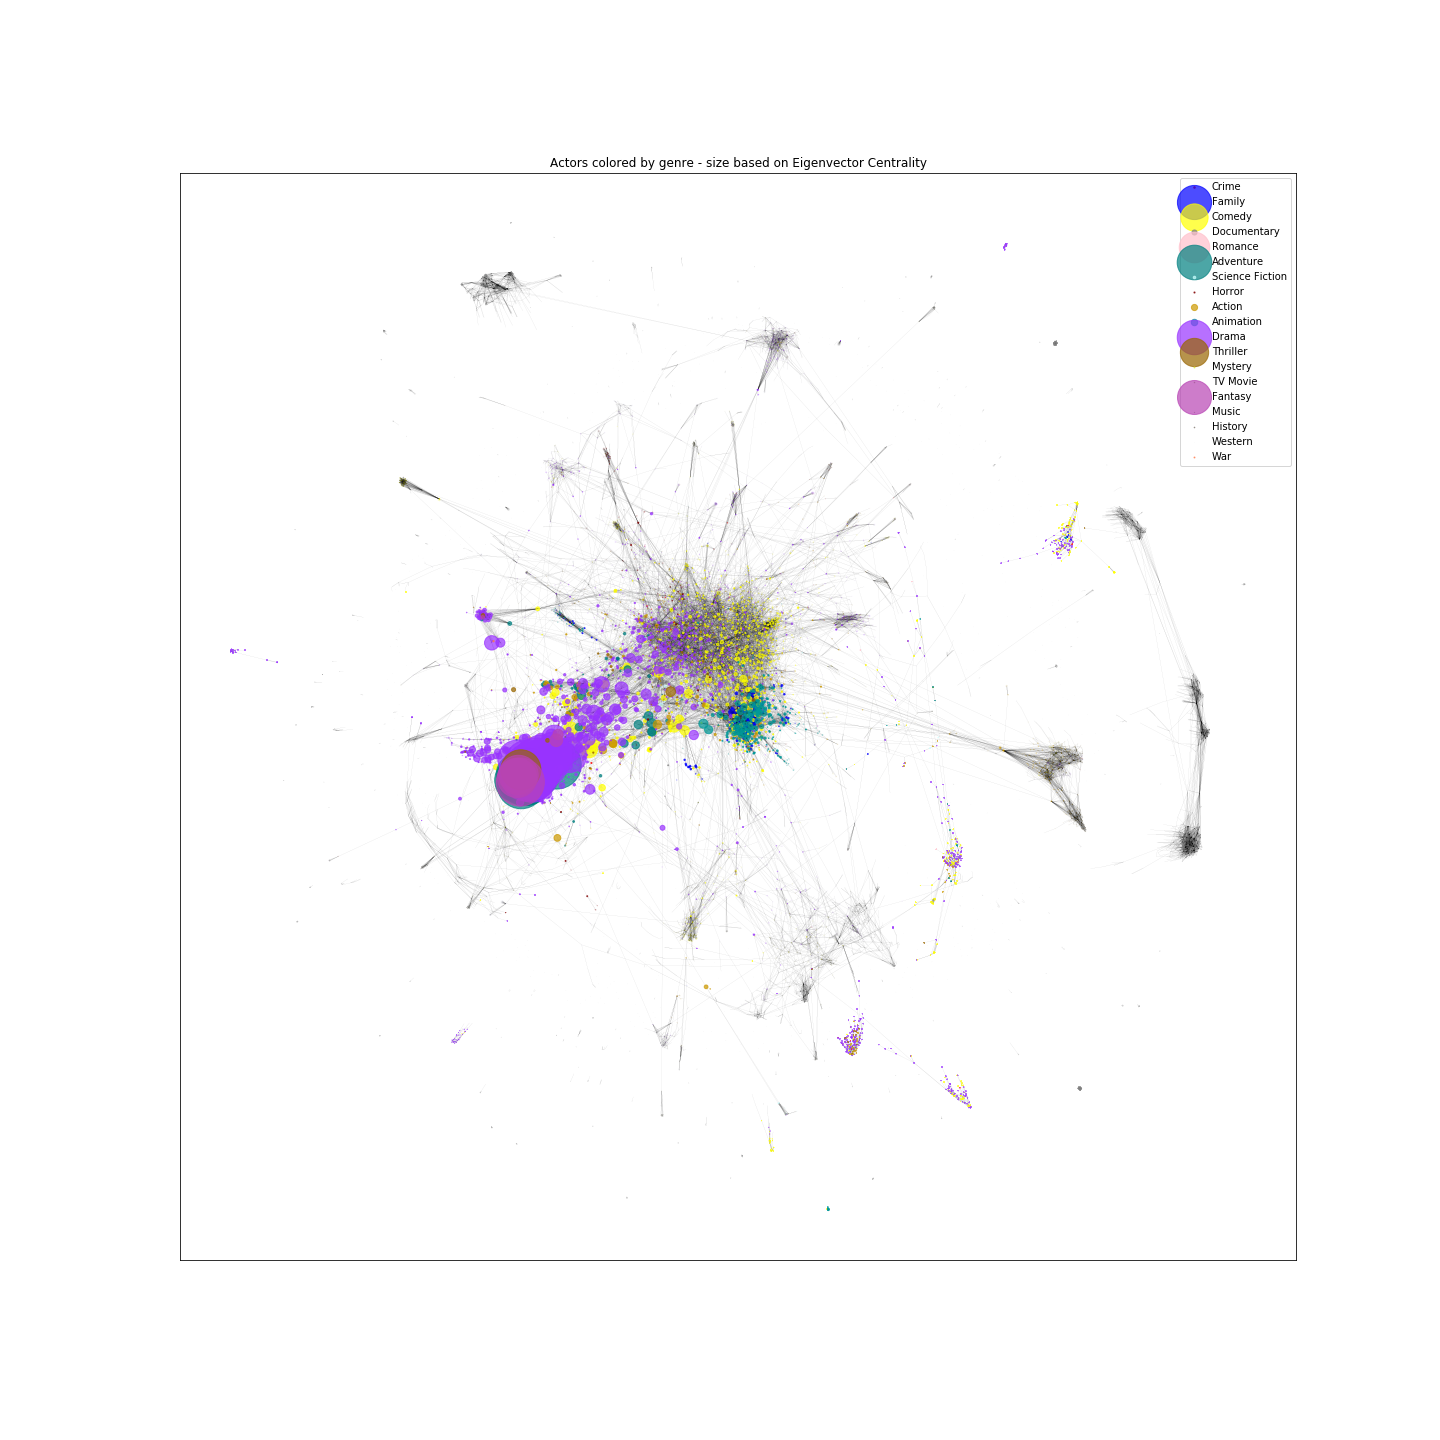 Actors colored by genre - size based on Eigenvector Centrality
Crime
Family
Comedy
Documentary
Romance
Adventure
Science Fiction
Horror
Action
Animation
Drama
Thriller
Mystery
TV Movie
Fantasy
Music
History
Western
War